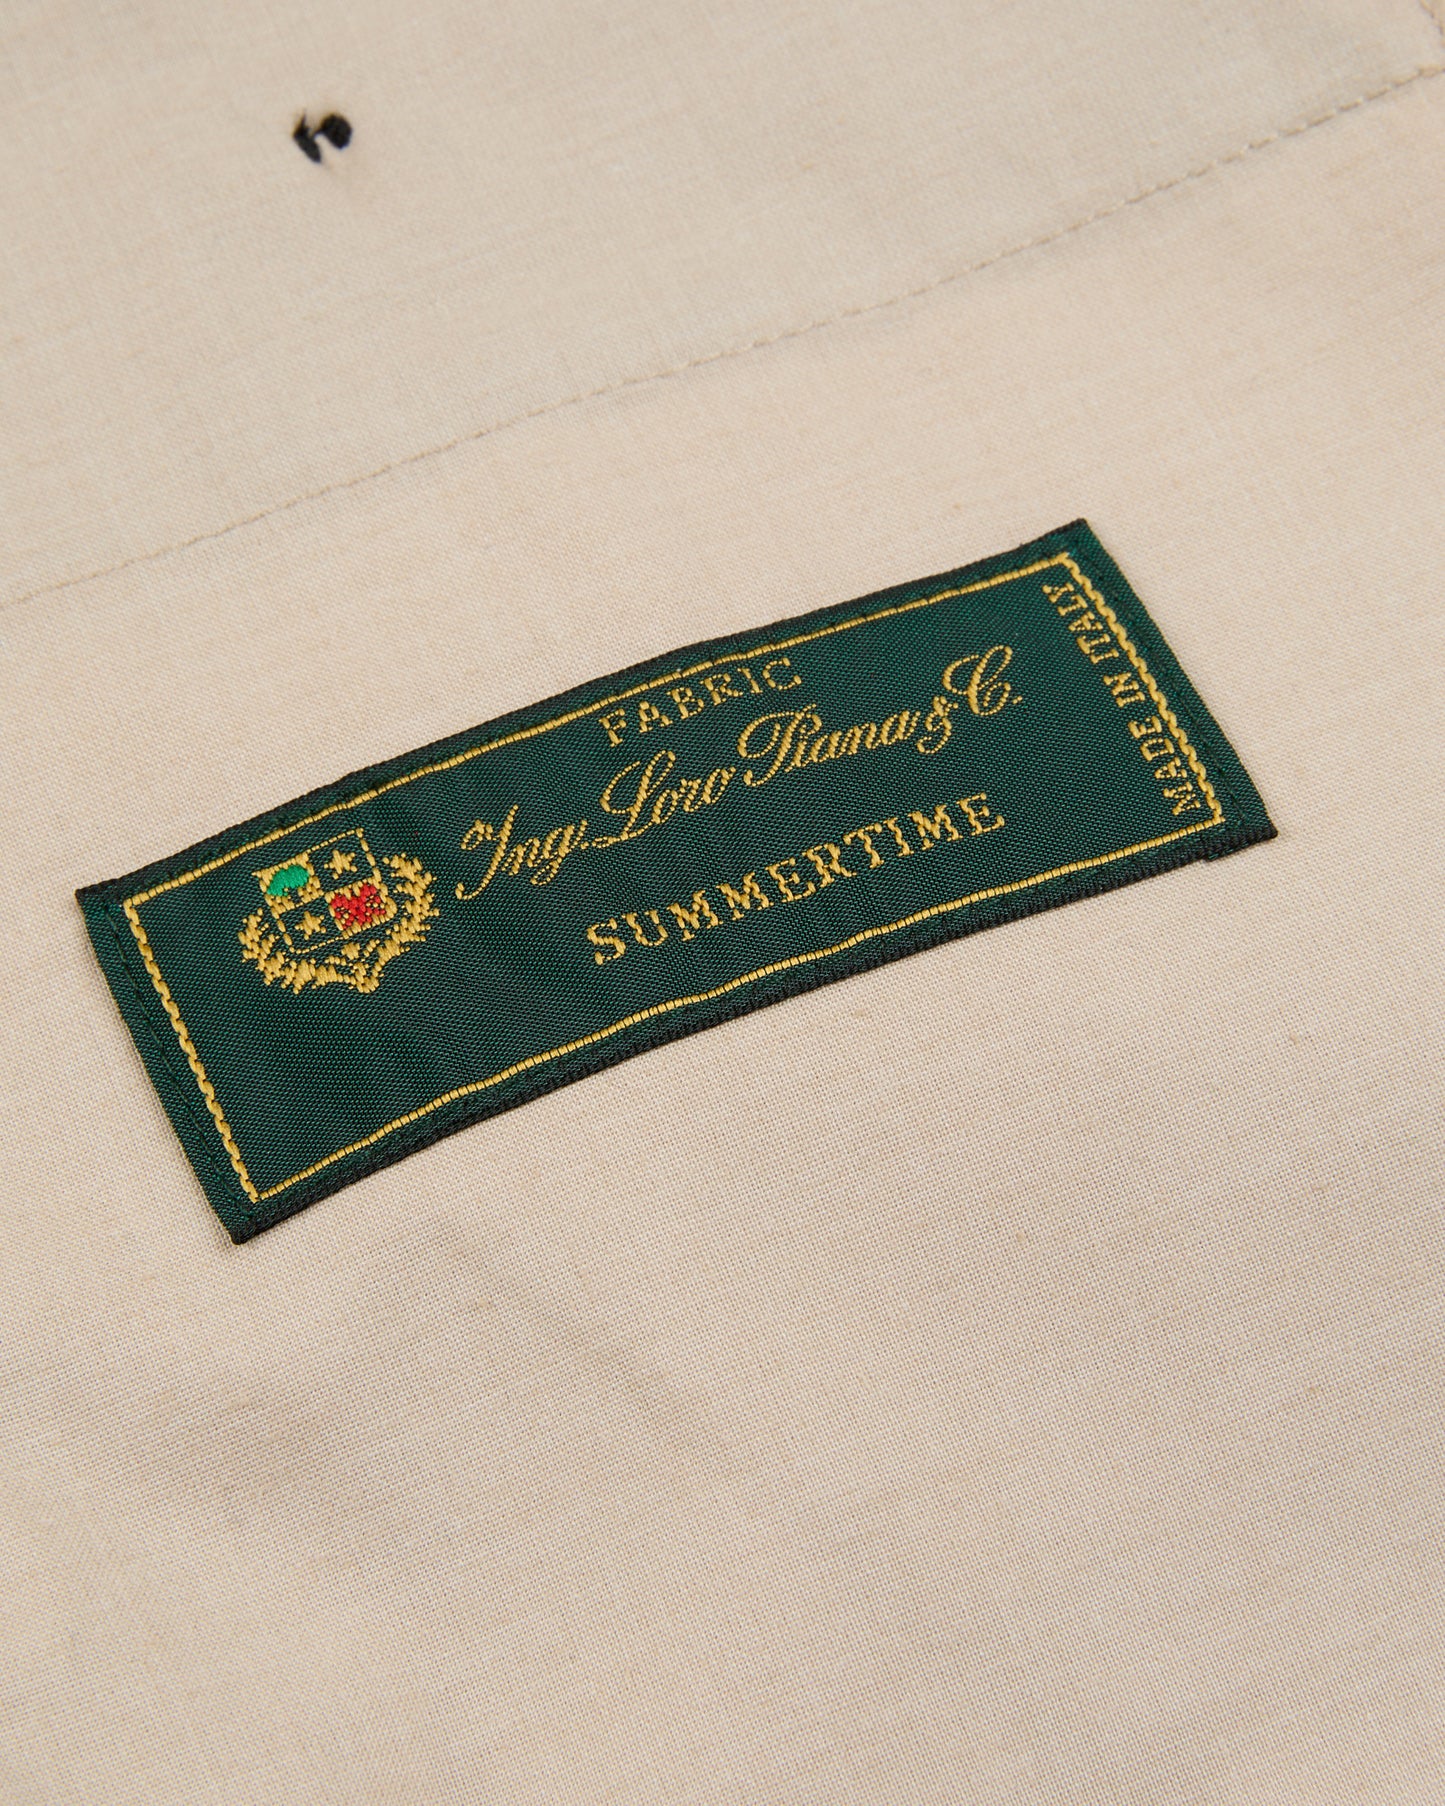 FABRIC
Ing. Loro Piana & C.
SUMMERTIME
MADE IN ITALY